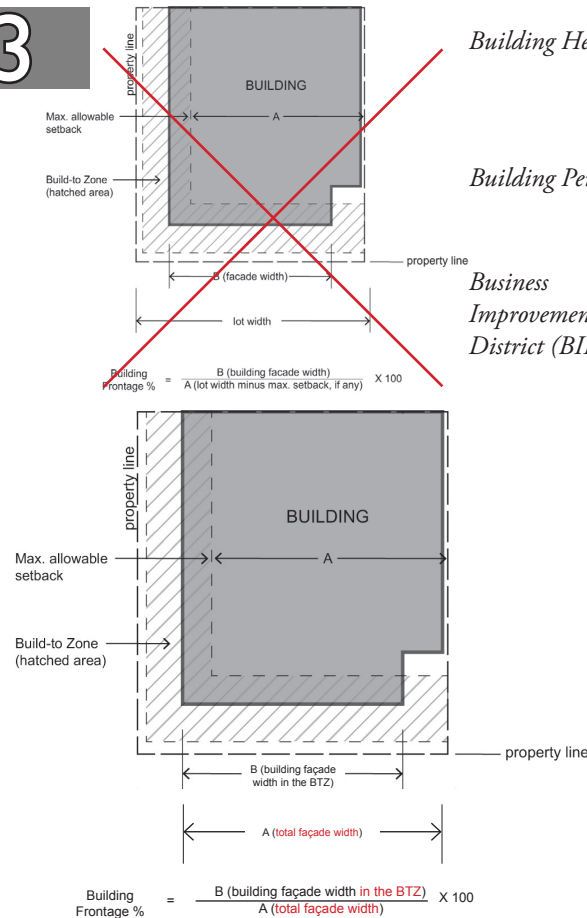 3
property line
BUILDING
Max. allowable
setback
A
Build-to Zone
(hatched area)
property line
B (facade width)
lot width
Building
Frontage %
=
B (building facade width)
A (lot width minus max. setback, if any)
X 100
Building He
Building Per
Business
Improvemen
District (BI
property line
BUILDING
Max. allowable
setback
A
Build-to Zone
(hatched area)
property line
B (building façade
width in the BTZ)
A (total façade width)
Building
Frontage %
=
B (building façade width in the BTZ)
A (total façade width)
X 100